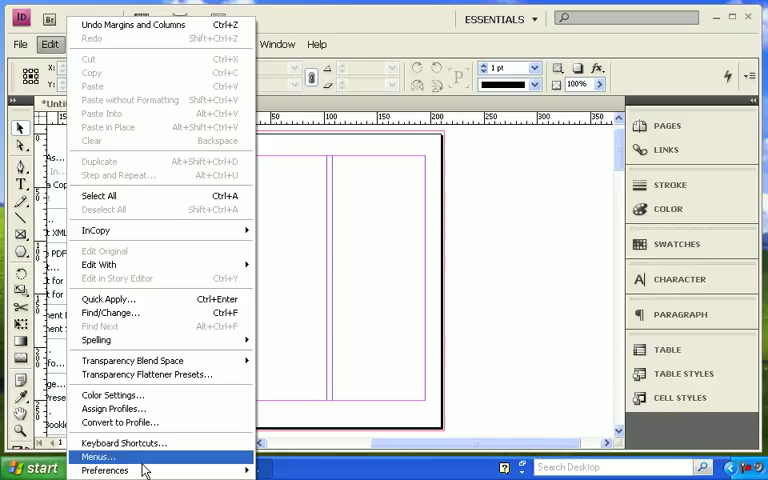 ID
Br
ESSENTIALS
File
Edit
Window
Help
X:
Y:
1 pt
100%
*Untit
Undo Margins and Columns Ctrl+Z
Redo Shift+Ctrl+Z
Cut Ctrl+X
Copy Ctrl+C
Paste Ctrl+V
Paste without Formatting Shift+Ctrl+V
Paste Into Alt+Ctrl+V
Paste in Place Alt+Shift+Ctrl+V
Clear Backspace
Duplicate Alt+Shift+Ctrl+D
Step and Repeat... Alt+Ctrl+U
Select All Ctrl+A
Deselect All Shift+Ctrl+A
InCopy
Edit Original
Edit With
Edit in Story Editor Ctrl+Y
Quick Apply... Ctrl+Enter
Find/Change... Ctrl+F
Find Next Alt+Ctrl+F
Spelling
Transparency Blend Space
Transparency Flattener Presets...
Color Settings...
Assign Profiles...
Convert to Profile...
Keyboard Shortcuts...
Menus...
Preferences
50 100 150 200 250 300 350
PAGES
LINKS
STROKE
COLOR
SWATCHES
CHARACTER
PARAGRAPH
TABLE
TABLE STYLES
CELL STYLES
start
Search Desktop